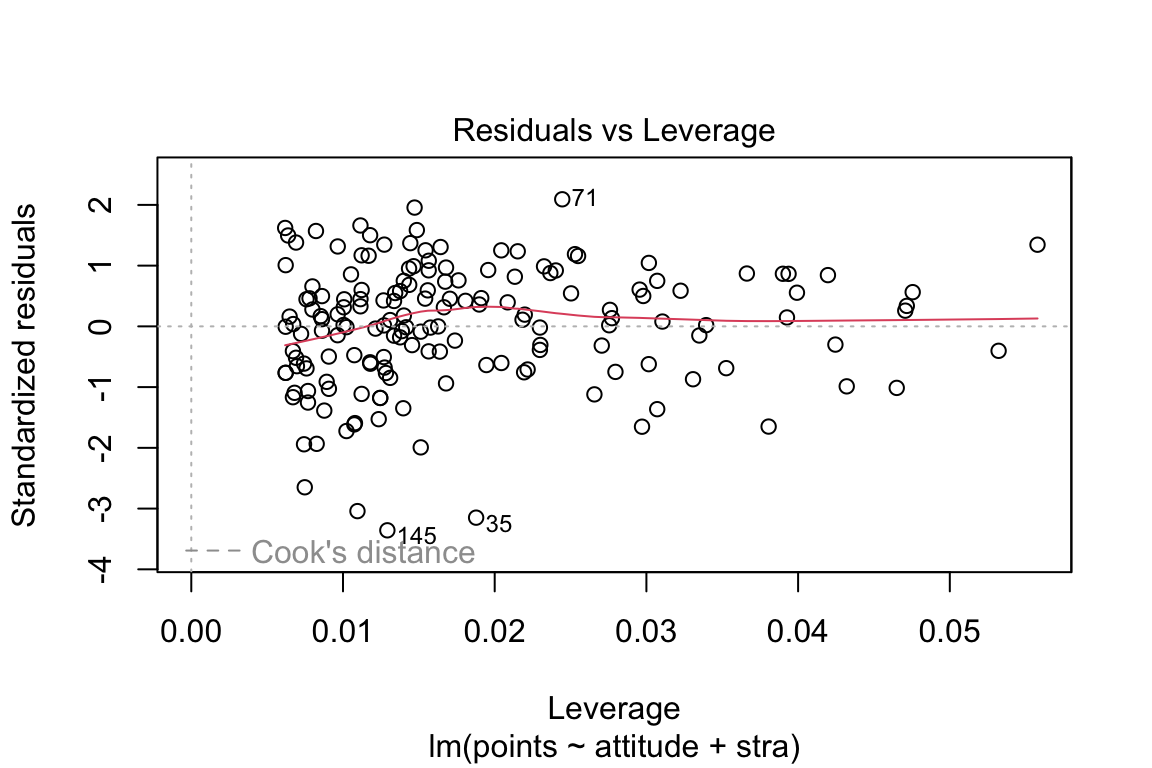 Residuals vs Leverage
Standardized residuals
2
1
0
-1
-2
-3
-4
71
35
145
Cook's distance
0.00 0.01 0.02 0.03 0.04 0.05
Leverage
lm(points ~ attitude + stra)